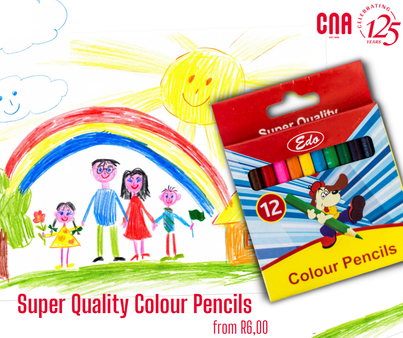 CNA
CELEBRATING
125
YEARS
Super Quality
Edo
12
Colour Pencils
Super Quality Colour Pencils
from R6,00